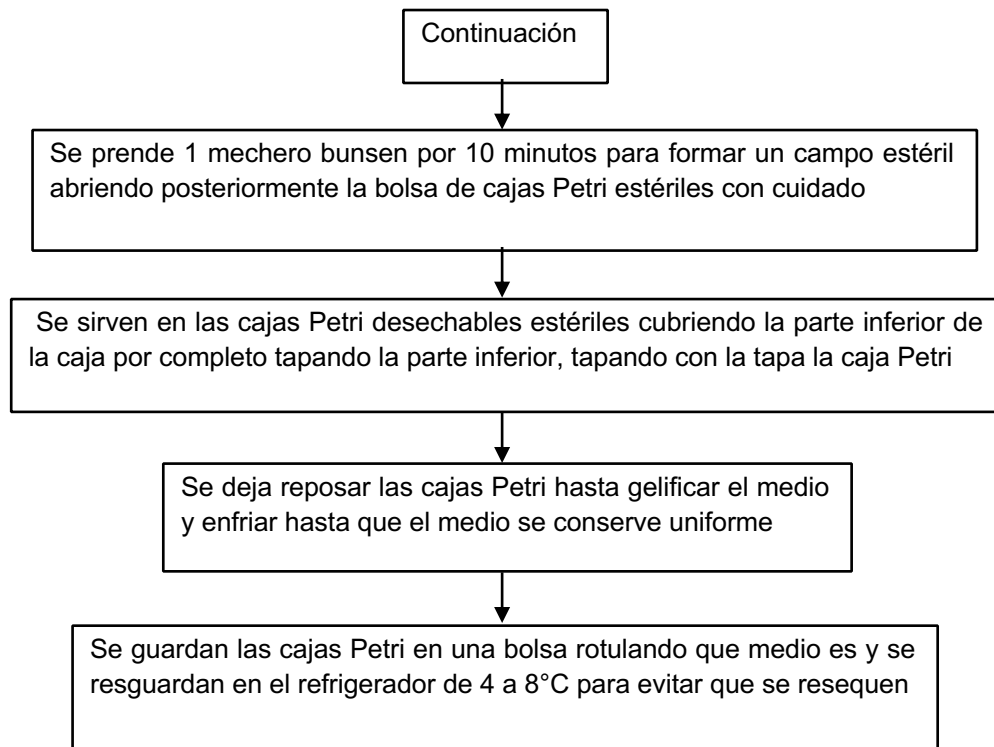 Continuación
Se prende 1 mechero bunsen por 10 minutos para formar un campo estéril
abriendo posteriormente la bolsa de cajas Petri estériles con cuidado
Se sirven en las cajas Petri desechables estériles cubriendo la parte inferior de
la caja por completo tapando la parte inferior, tapando con la tapa la caja Petri
Se deja reposar las cajas Petri hasta gelificar el medio
y enfriar hasta que el medio se conserve uniforme
Se guardan las cajas Petri en una bolsa rotulando que medio es y se
resguardan en el refrigerador de 4 a 8°C para evitar que se resequen